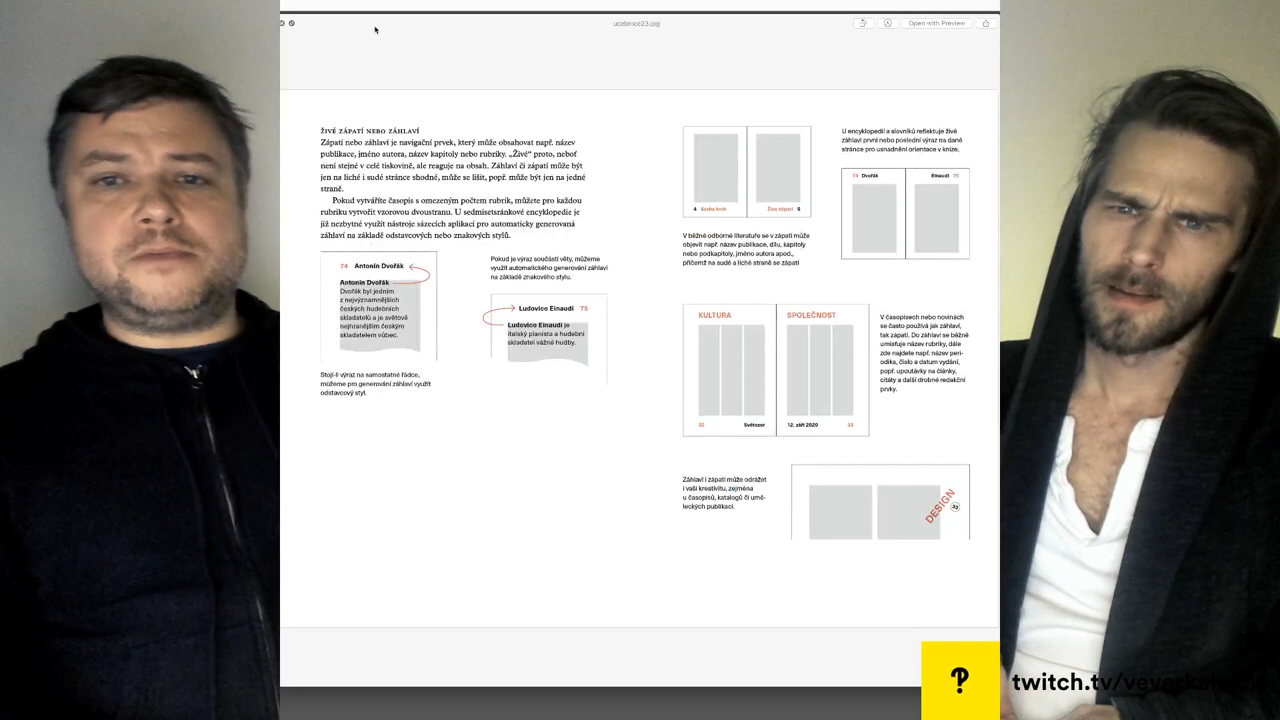 ucebnice23.jpg
Open with Preview
ŽIVÉ ZÁPATÍ NEBO ZÁHLAVÍ
Zápatí nebo záhlaví je navigační prvek, který může obsahovat např. název
publikace, jméno autora, název kapitoly nebo rubriky. „Živé“ proto, neboť
není stejné v celé tiskovině, ale reaguje na obsah. Záhlaví či zápatí může být
jen na liché i sudé stránce shodné, může se lišit, popř. může být jen na jedné
straně.
Pokud vytváříte časopis s omezeným počtem rubrik, můžete pro každou
rubriku vytvořit vzorovou dvoustranu. U sedmisetstránkové encyklopedie je
již nezbytné využít nástroje sázecích aplikací pro automaticky generovaná
záhlaví na základě odstavcových nebo znakových stylů.
74 Antonín Dvořák
Antonín Dvořák
Dvořák byl jedním
z nejvýznamnějších
českých hudebních
skladatelů a je světově
nejhranějším českým
skladatelem vůbec.
Stojí-li výraz na samostatné řádce,
můžeme pro generování záhlaví využít
odstavcový styl.
Pokud je výraz součástí věty, můžeme
využít automatického generování záhlaví
na základě znakového stylu.
Ludovico Einaudi 75
Ludovico Einaudi je
italský pianista a hudební
skladatel vážné hudby.
4 Sazba knih
Živé zápatí 5
V běžné odborné literatuře se v zápatí může
objevit např. název publikace, dílu, kapitoly
nebo podkapitoly, jméno autora apod.,
přičemž na sudé a liché straně se zápatí
U encyklopedií a slovníků reflektuje živé
záhlaví první nebo poslední výraz na dané
stránce pro usnadnění orientace v knize.
74 Dvořák
Einaudi 75
KULTURA
SPOLEČNOST
32 Světozor
12. září 2020 33
V časopisech nebo novinách
se často používá jak záhlaví,
tak zápatí. Do záhlaví se běžně
umisťuje název rubriky, dále
zde najdete např. název peri-
odika, číslo a datum vydání,
popř. upoutávky na články,
citáty a další drobné redakční
prvky.
Záhlaví i zápatí může odrážet
i vaši kreativitu, zejména
u časopisů, katalogů či umě-
leckých publikací.
DESIGN
twitch.tv/veverka